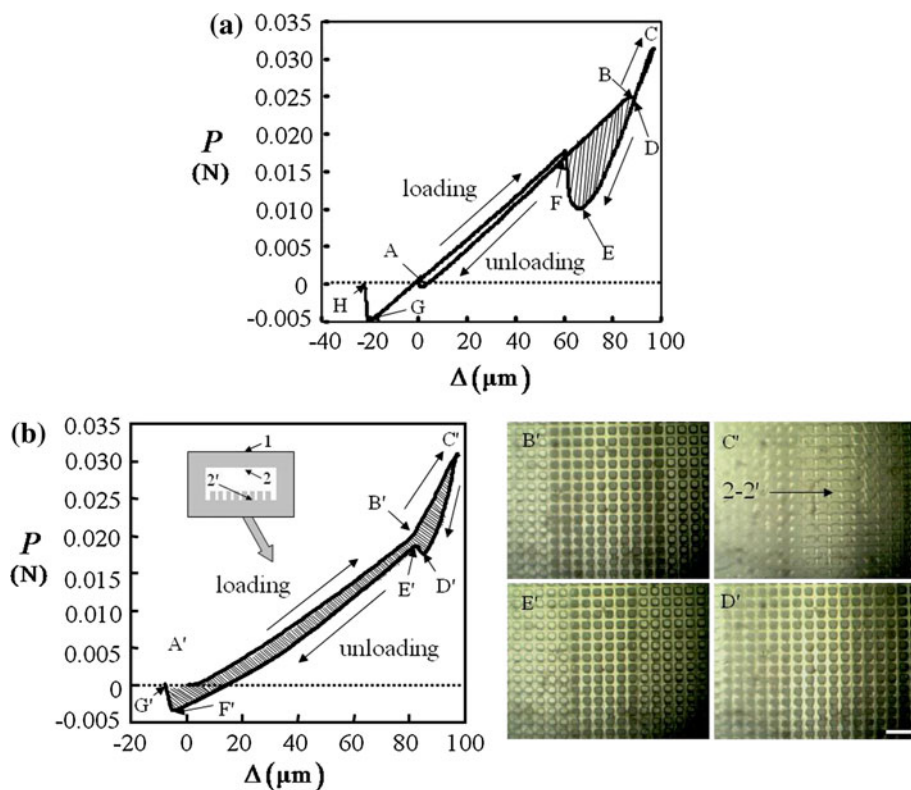 (a)
0.035
0.030
0.025
0.020
0.015
0.010
0.005
0
-0.005
P
(N)
-40 -20 0 20 40 60 80 100
Δ (μm)
C
B
D
F
E
loading
unloading
A
H
G
(b)
0.035
0.030
0.025
0.020
0.015
0.010
0.005
0
-0.005
P
(N)
-20 0 20 40 60 80 100
Δ (μm)
1
2
2'
C'
B'
E' D'
loading
unloading
A'
G' F'
B'
C'
2-2'
E'
D'